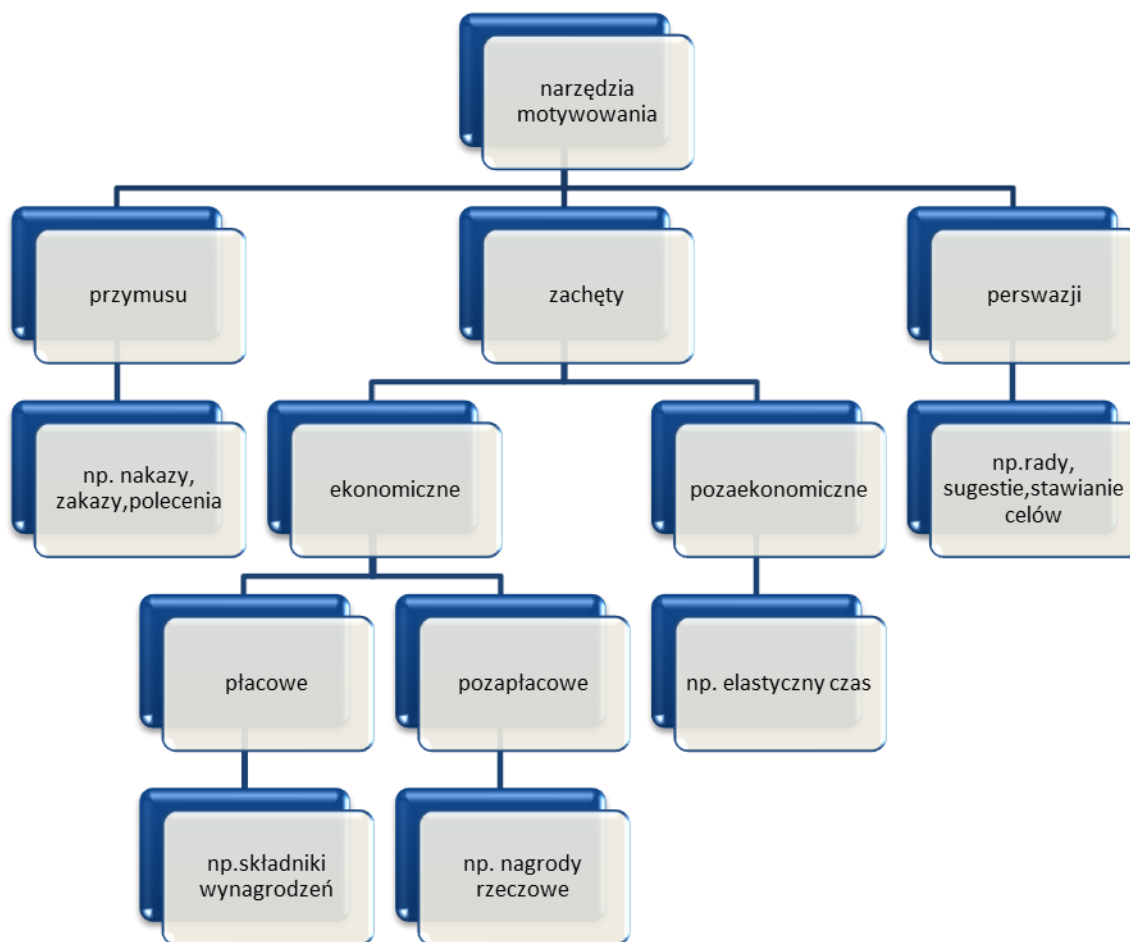 narzędzia
motywowania
przymusu
zachęty
perswazji
np. nakazy,
zakazy,polecenia
ekonomiczne
pozaekonomiczne
np.rady,
sugestie,stawianie
celów
płacowe
pozapłacowe
np. elastyczny czas
np.składniki
wynagrodzeń
np. nagrody
rzeczowe